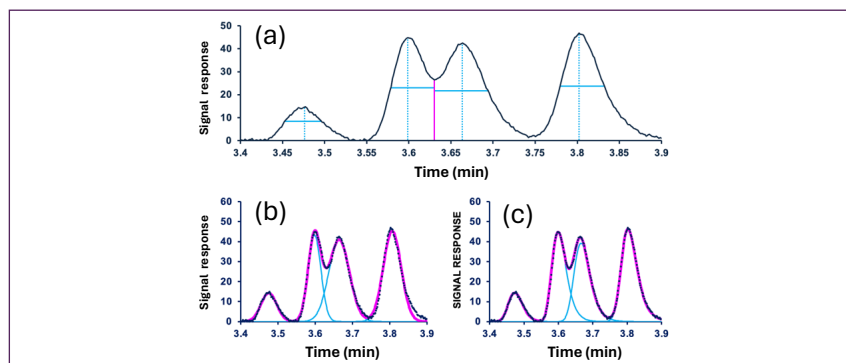 (a)
Signal response
50
40
30
20
10
0
3.4 3.45 3.5 3.55 3.6 3.65 3.7 3.75 3.8 3.85 3.9
Time (min)
(b)
Signal response
60
50
40
30
20
10
0
3.4 3.5 3.6 3.7 3.8 3.9
Time (min)
(c)
SIGNAL RESPONSE
60
50
40
30
20
10
0
3.4 3.5 3.6 3.7 3.8 3.9
Time (min)